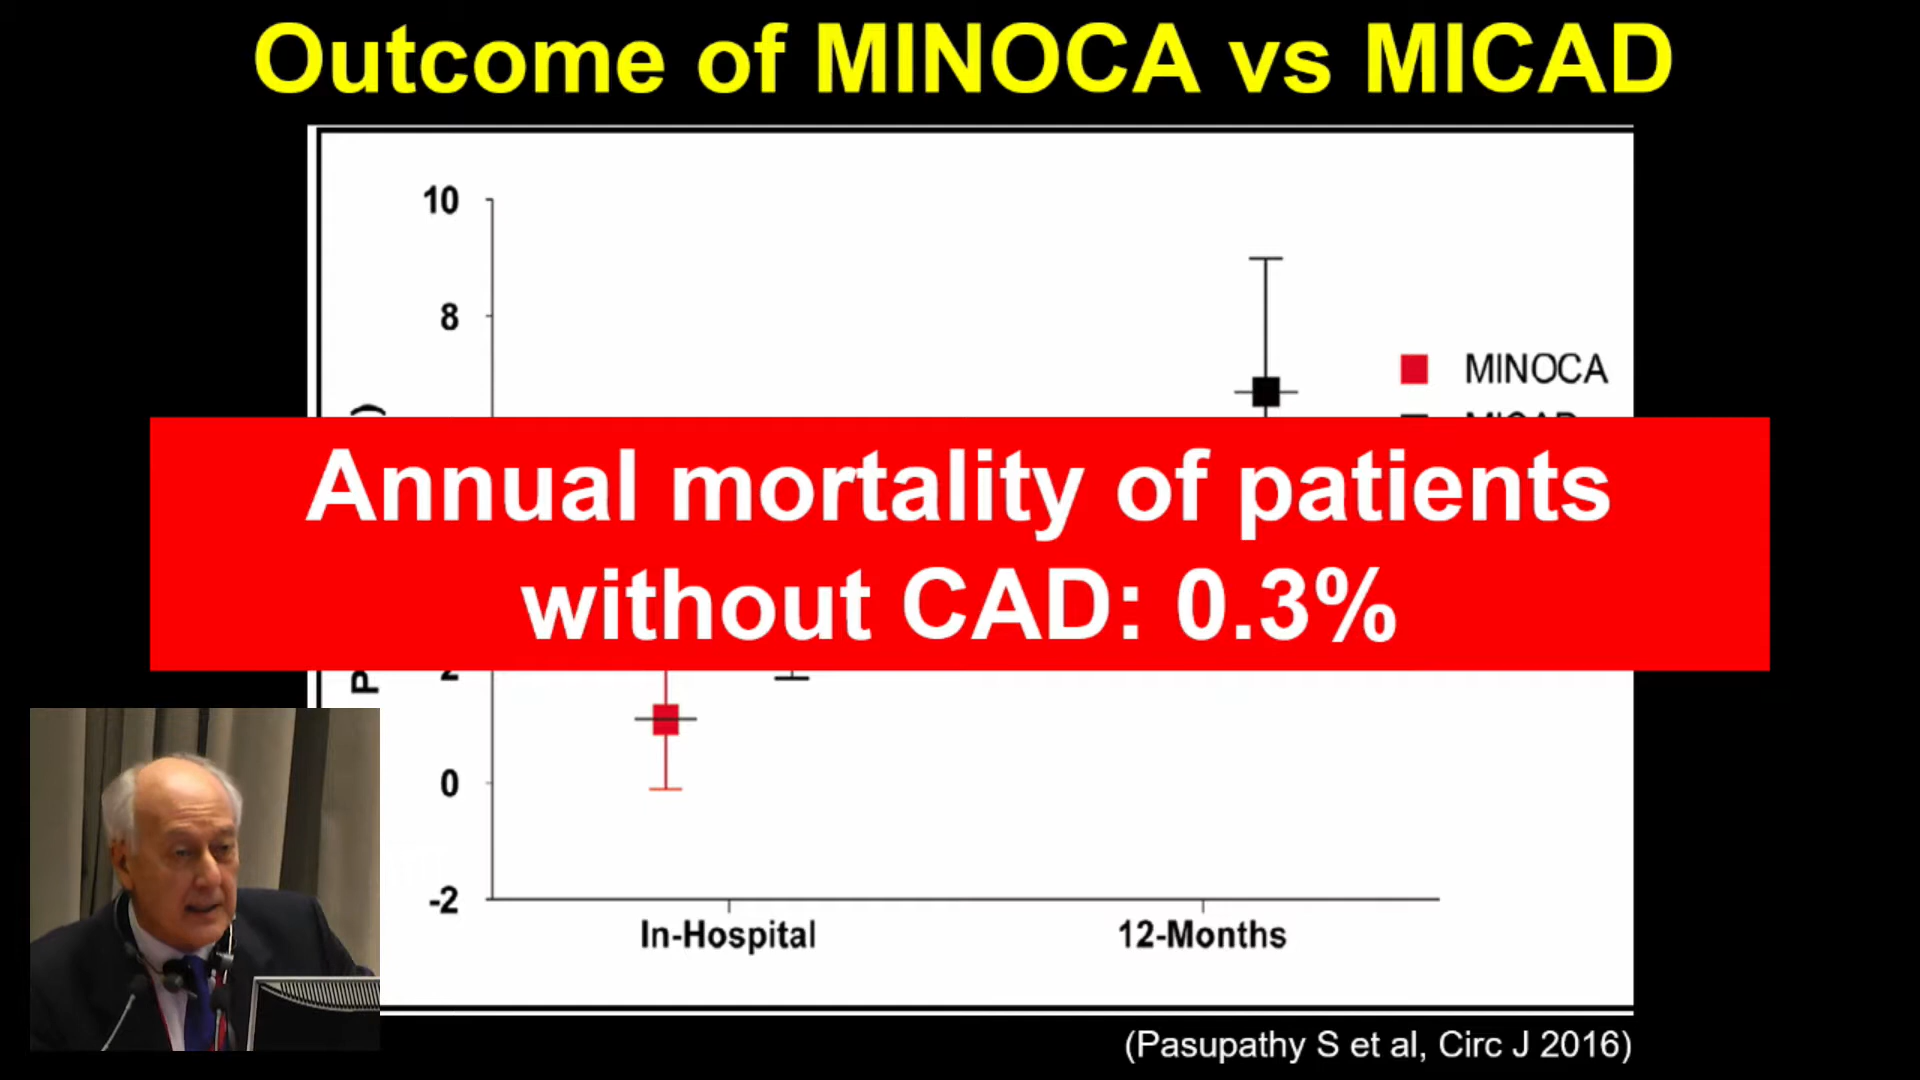 Outcome of MINOCA vs MICAD
10
8
MINOCA
Annual mortality of patients
without CAD: 0.3%
0
-2
In-Hospital
12-Months
(Pasupathy S et al, Circ J 2016)